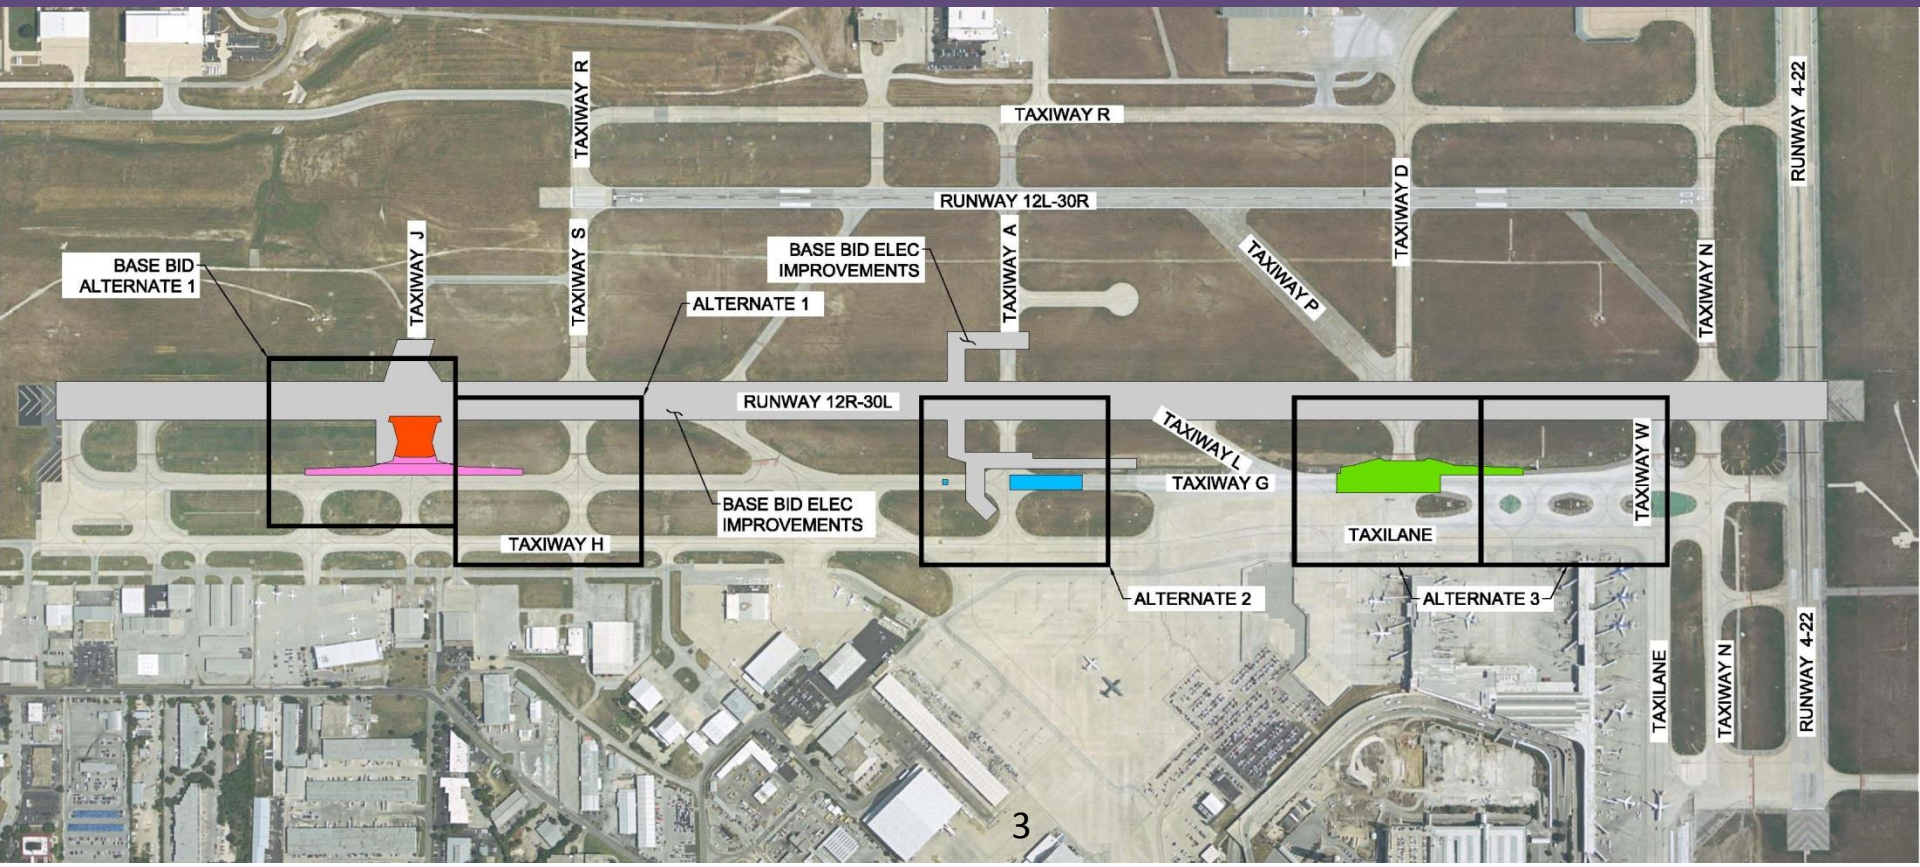 TAXIWAY R
TAXIWAY R
RUNWAY 4-22
TAXIWAY D
RUNWAY 12L-30R
TAXIWAY J
TAXIWAY S
TAXIWAY A
TAXIWAY P
TAXIWAY N
BASE BID
ALTERNATE 1
BASE BID ELEC
IMPROVEMENTS
ALTERNATE 1
RUNWAY 12R-30L
TAXIWAY L
TAXIWAY G
TAXIWAY W
BASE BID ELEC
IMPROVEMENTS
TAXIWAY H
TAXILANE
ALTERNATE 2
ALTERNATE 3
TAXILANE
TAXIWAY N
RUNWAY 4-22
3